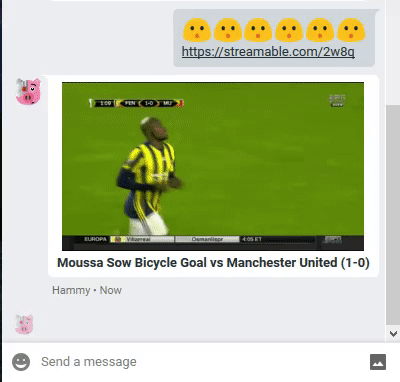 https://streamable.com/2w8q
1:09 FEN 1-0 MU
EUROPA Villarreal Osmanlispr 4:05 ET
Moussa Sow Bicycle Goal vs Manchester United (1-0)
Hammy • Now
Send a message